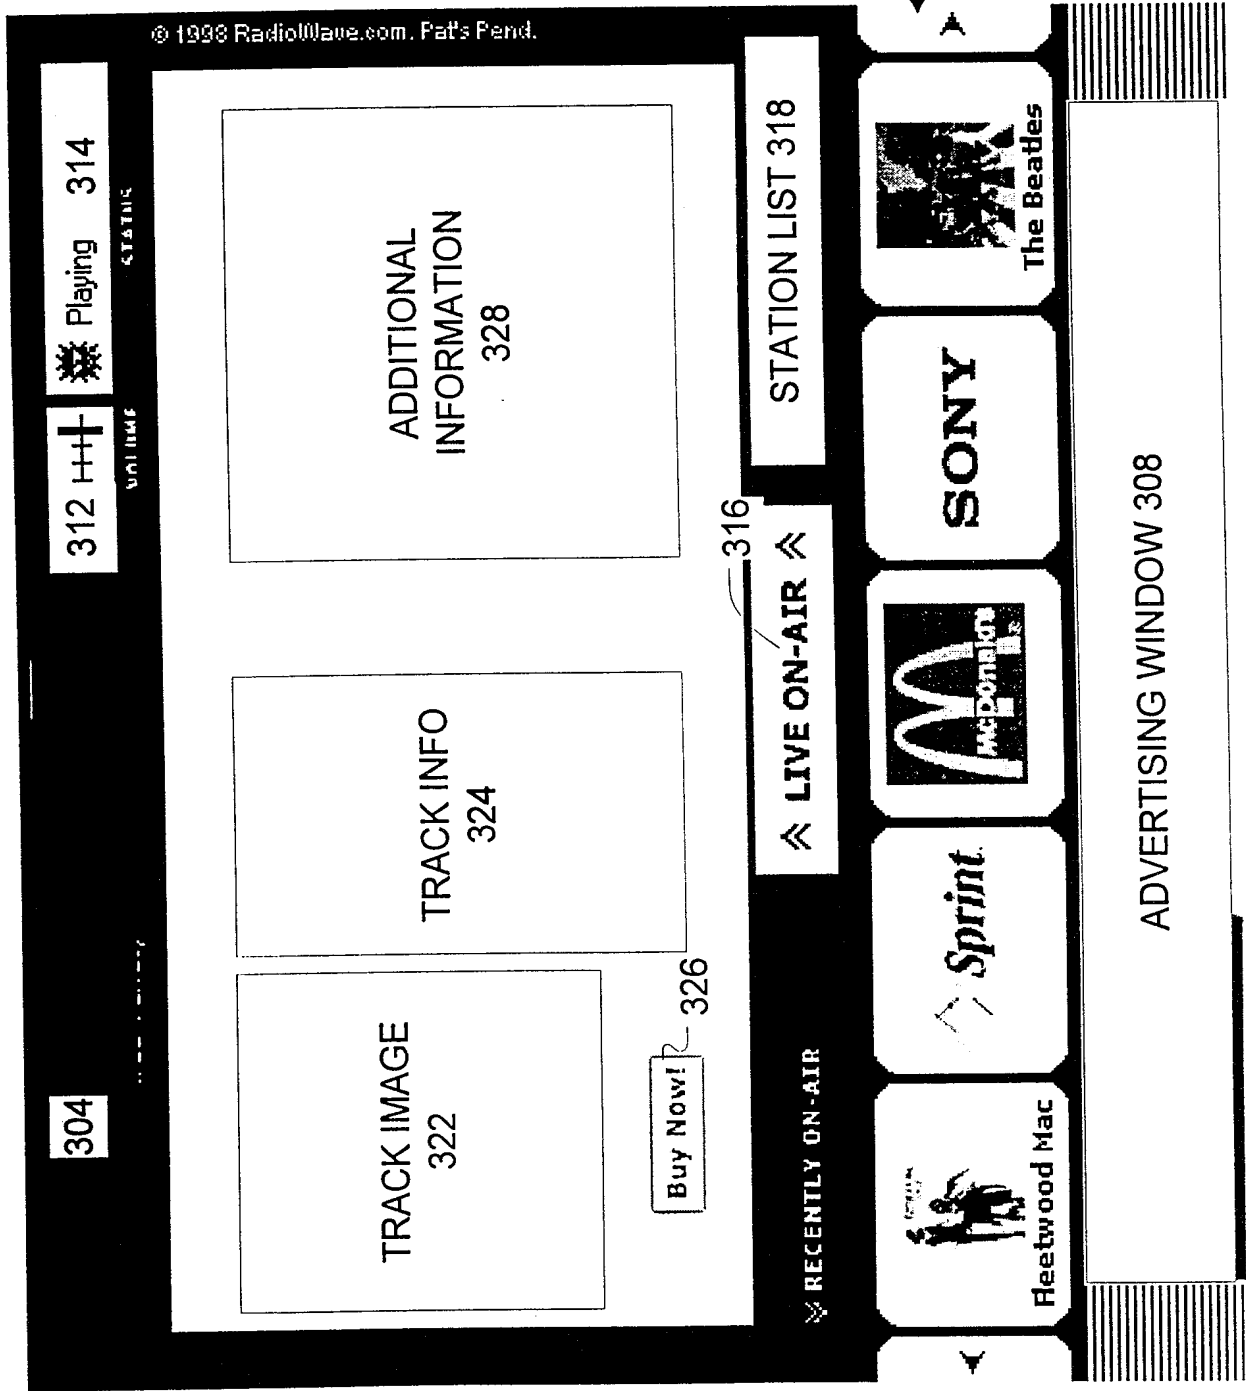 304
312
Playing 314
VOLUME
STATUS
© 1998 RadioWave.com. Pat's Pend.
TRACK IMAGE
322
TRACK INFO
324
ADDITIONAL
INFORMATION
328
Buy Now!
326
316
RECENTLY ON-AIR
LIVE ON-AIR
STATION LIST 318
Fleetwood Mac
Sprint
McDonald's
SONY
The Beatles
ADVERTISING WINDOW 308